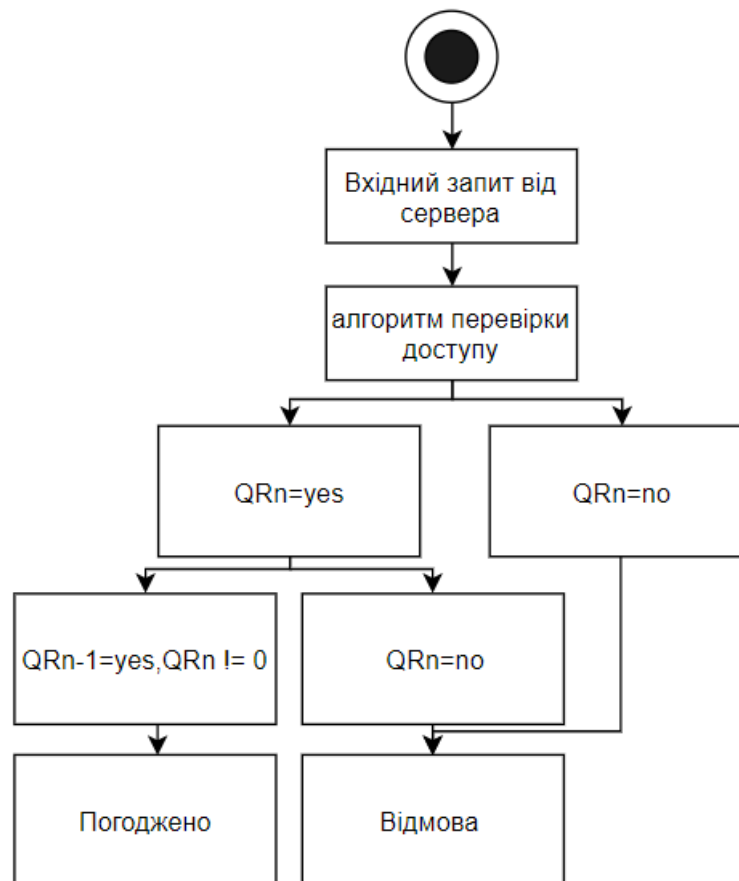 Вхідний запит від
сервера
алгоритм перевірки
доступу
QRn=yes
QRn=no
QRn-1=yes,QRn != 0
QRn=no
Погоджено
Відмова